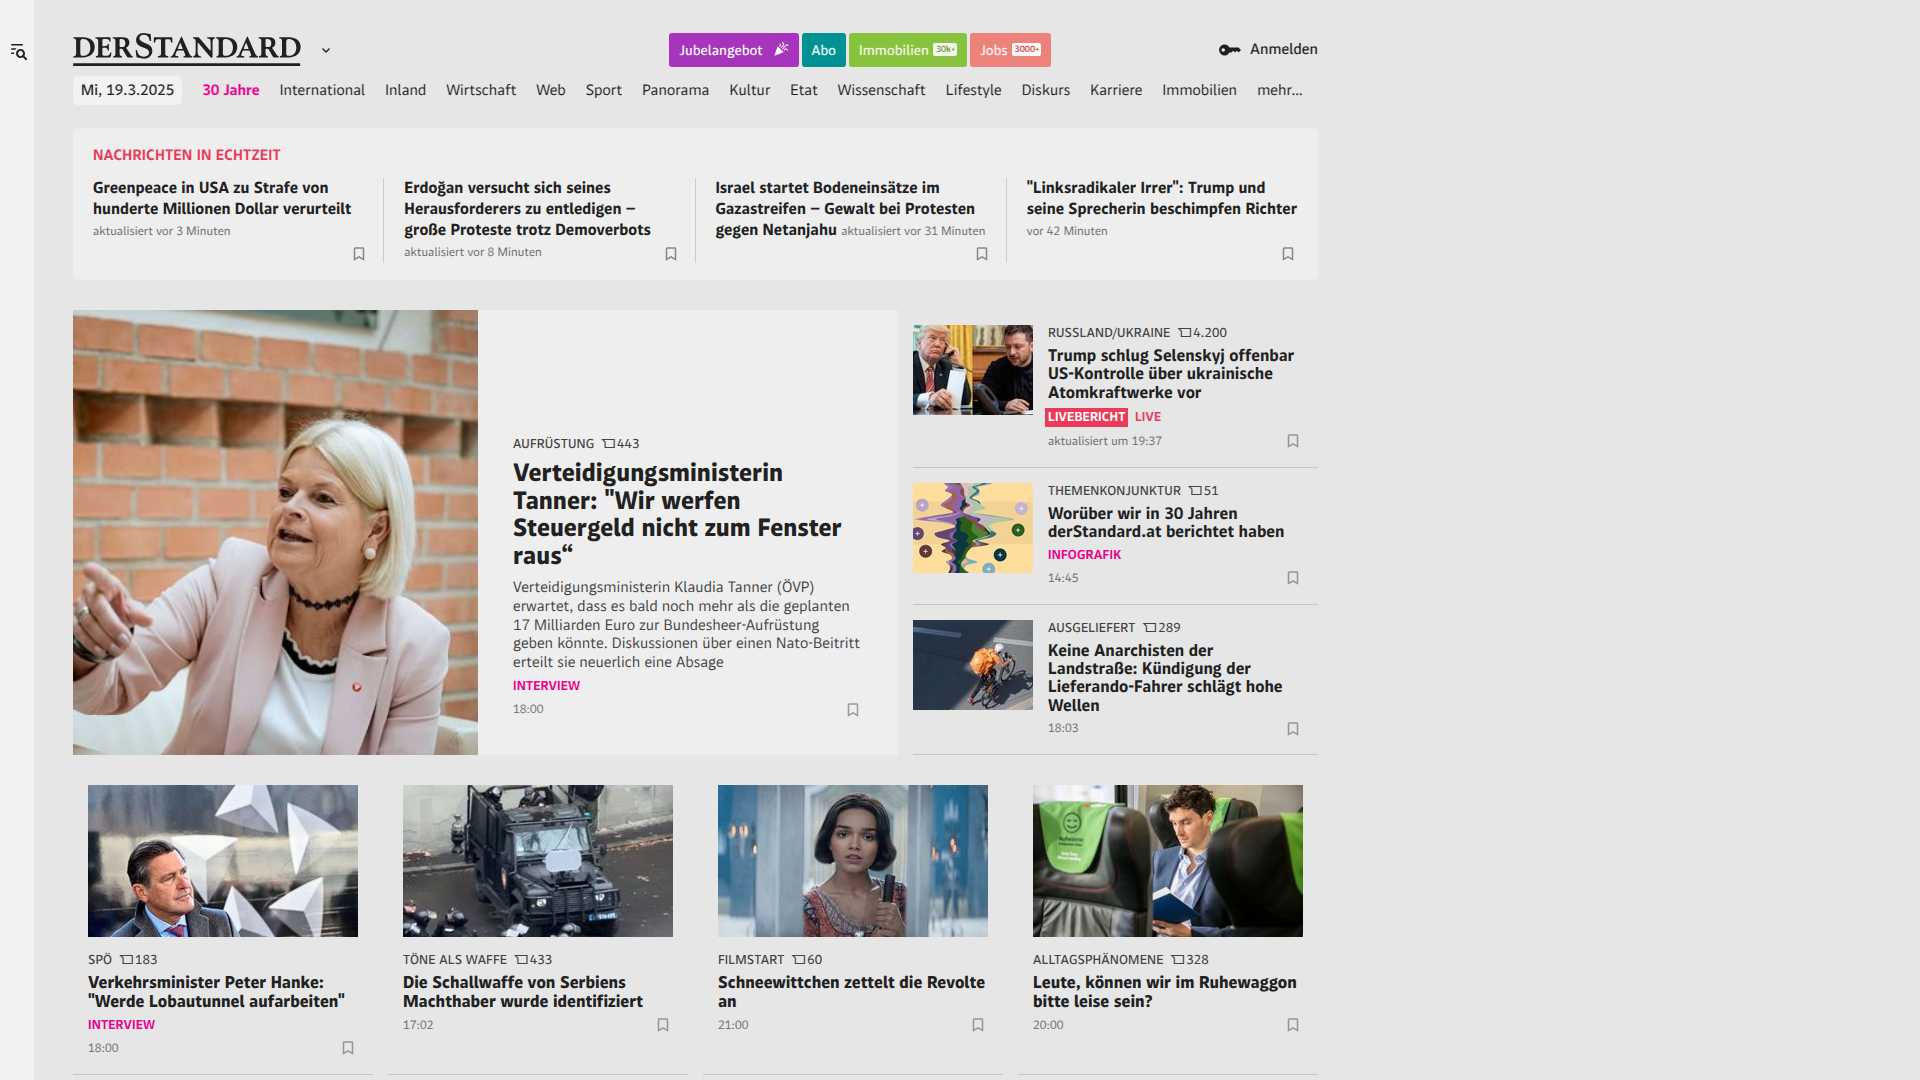 DERSTANDARD
Jubelangebot
Abo
Immobilien 30k+
Jobs 3000+
Anmelden
Mi, 19.3.2025
30 Jahre
International
Inland
Wirtschaft
Web
Sport
Panorama
Kultur
Etat
Wissenschaft
Lifestyle
Diskurs
Karriere
Immobilien
mehr...
NACHRICHTEN IN ECHTZEIT
Greenpeace in USA zu Strafe von
hunderte Millionen Dollar verurteilt
aktualisiert vor 3 Minuten
Erdoğan versucht sich seines
Herausforderers zu entledigen –
große Proteste trotz Demoverbots
aktualisiert vor 8 Minuten
Israel startet Bodeneinsätze im
Gazastreifen – Gewalt bei Protesten
gegen Netanjahu aktualisiert vor 31 Minuten
"Linksradikaler Irrer": Trump und
seine Sprecherin beschimpfen Richter
vor 42 Minuten
AUFRÜSTUNG 443
Verteidigungsministerin
Tanner: "Wir werfen
Steuergeld nicht zum Fenster
raus“
Verteidigungsministerin Klaudia Tanner (ÖVP)
erwartet, dass es bald noch mehr als die geplanten
17 Milliarden Euro zur Bundesheer-Aufrüstung
geben könnte. Diskussionen über einen Nato-Beitritt
erteilt sie neuerlich eine Absage
INTERVIEW
18:00
RUSSLAND/UKRAINE 4.200
Trump schlug Selenskyj offenbar
US-Kontrolle über ukrainische
Atomkraftwerke vor
LIVEBERICHT LIVE
aktualisiert um 19:37
THEMENKONJUNKTUR 51
Worüber wir in 30 Jahren
derStandard.at berichtet haben
INFOGRAFIK
14:45
AUSGELIEFERT 289
Keine Anarchisten der
Landstraße: Kündigung der
Lieferando-Fahrer schlägt hohe
Wellen
18:03
SPÖ 183
Verkehrsminister Peter Hanke:
"Werde Lobautunnel aufarbeiten"
INTERVIEW
18:00
TÖNE ALS WAFFE 433
Die Schallwaffe von Serbiens
Machthaber wurde identifiziert
17:02
FILMSTART 60
Schneewittchen zettelt die Revolte
an
21:00
ALLTAGSPHÄNOMENE 328
Leute, können wir im Ruhewaggon
bitte leise sein?
20:00